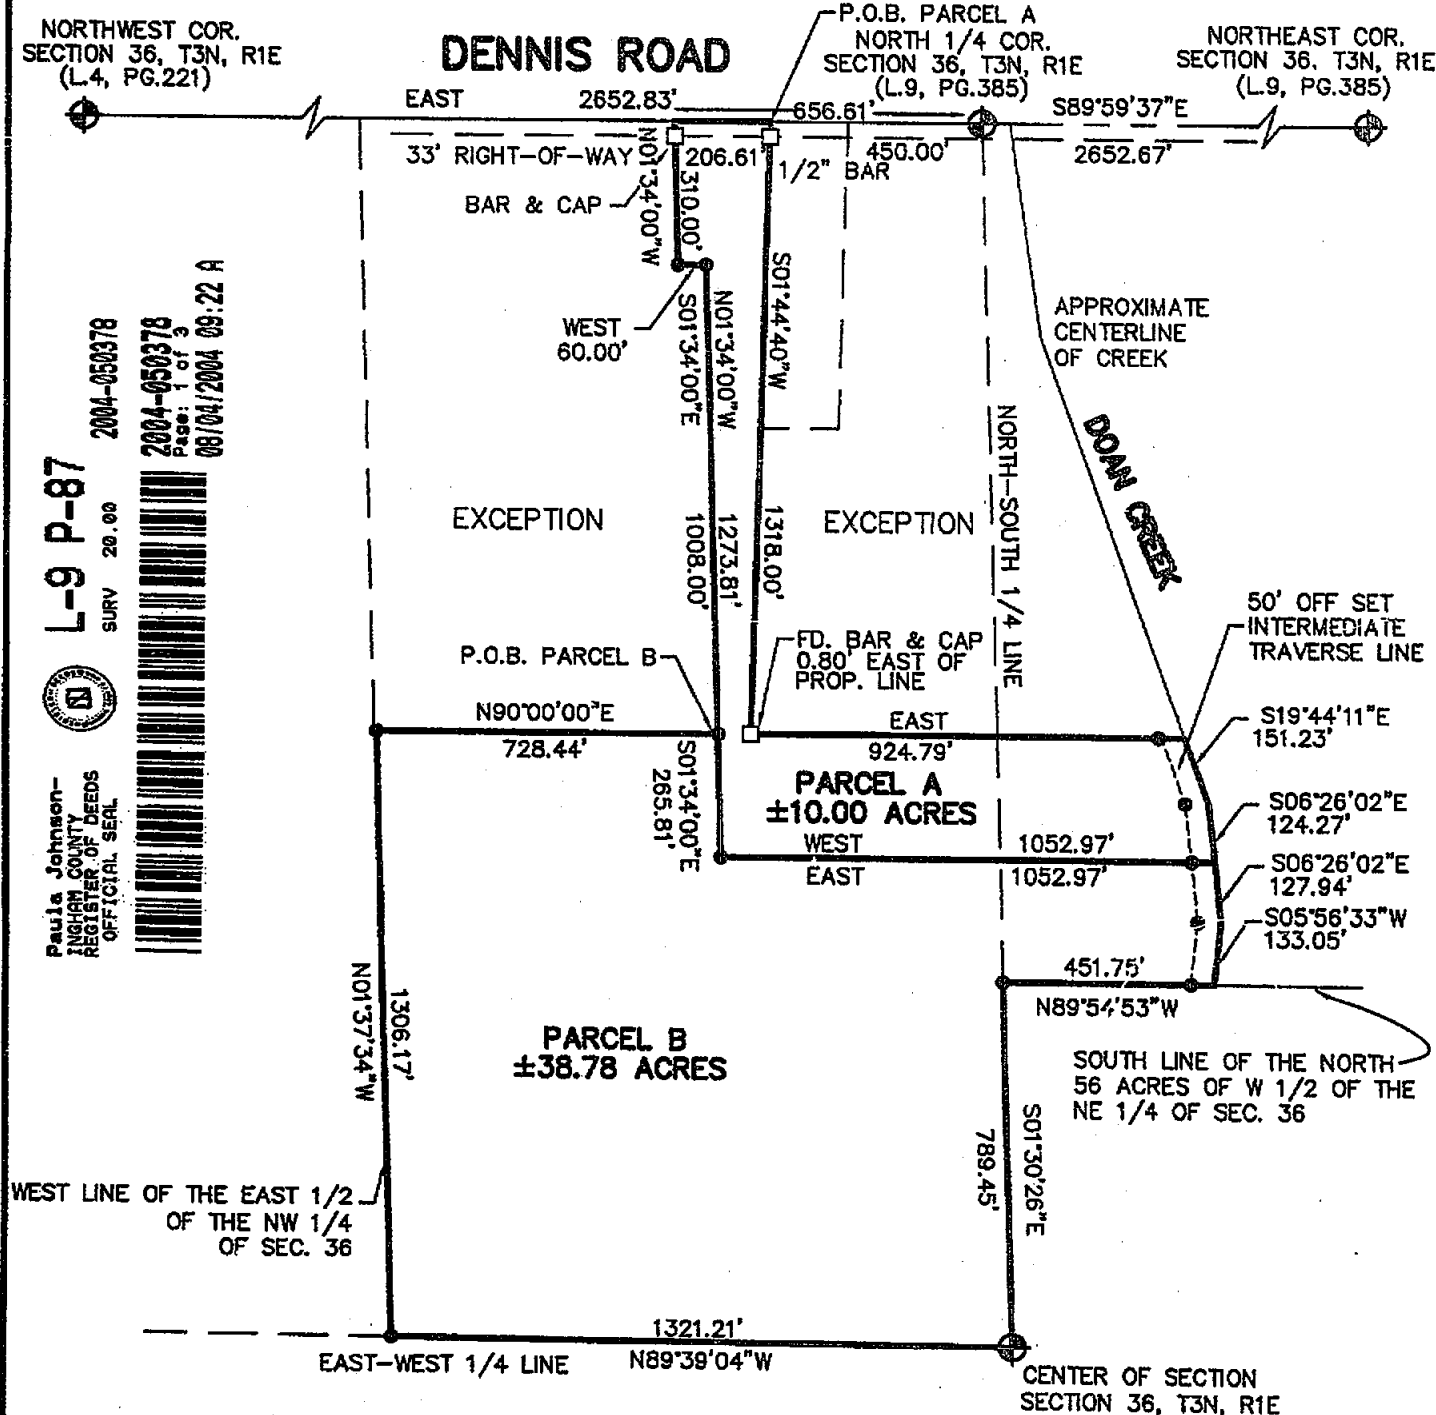 P.O.B. PARCEL A
NORTHWEST COR.
SECTION 36, T3N, R1E
(L.4, PG.221)
DENNIS ROAD
NORTH 1/4 COR.
SECTION 36, T3N, R1E
(L.9, PG.385)
NORTHEAST COR.
SECTION 36. T3N, R1E
(L.9, PG.385)
EAST
2652.83'
656.61'
S89°59'37"E
33' RIGHT-OF-WAY
206.61'
1/2" BAR
450.00'
2652.67'
BAR & CAP
N01°34'00"W
310.00'
WEST
60.00'
S01°34'00"E
N01°34'00"W
S01°44'40"W
APPROXIMATE
CENTERLINE
OF CREEK
DOAN CREEK
NORTH-SOUTH 1/4 LINE
EXCEPTION
EXCEPTION
1008.00'
1273.81'
1318.00'
2004-050378
2004-050378
Page: 1 of 3
08/04/2004 09:22 A
L-9 P-87
SURV 20.00
Paula Johnson-
INGHAM COUNTY
REGISTER OF DEEDS
OFFICIAL SEAL
50' OFF SET
INTERMEDIATE
TRAVERSE LINE
P.O.B. PARCEL B
FD. BAR & CAP
0.80' EAST OF
PROP. LINE
N90°00'00"E
728.44'
EAST
924.79'
S19°44'11"E
151.23'
S01°34'00"E
265.81'
PARCEL A
±10.00 ACRES
S06°26'02"E
124.27'
WEST
1052.97'
EAST
1052.97'
S06°26'02"E
127.94'
S05°56'33"W
133.05'
451.75'
N89°54'53"W
N01°37'34"W
1306.17'
PARCEL B
±38.78 ACRES
SOUTH LINE OF THE NORTH
56 ACRES OF W 1/2 OF THE
NE 1/4 OF SEC. 36
S01°30'26"E
789.45'
WEST LINE OF THE EAST 1/2
OF THE NW 1/4
OF SEC. 36
1321.21'
EAST-WEST 1/4 LINE
N89°39'04"W
CENTER OF SECTION
SECTION 36, T3N, R1E